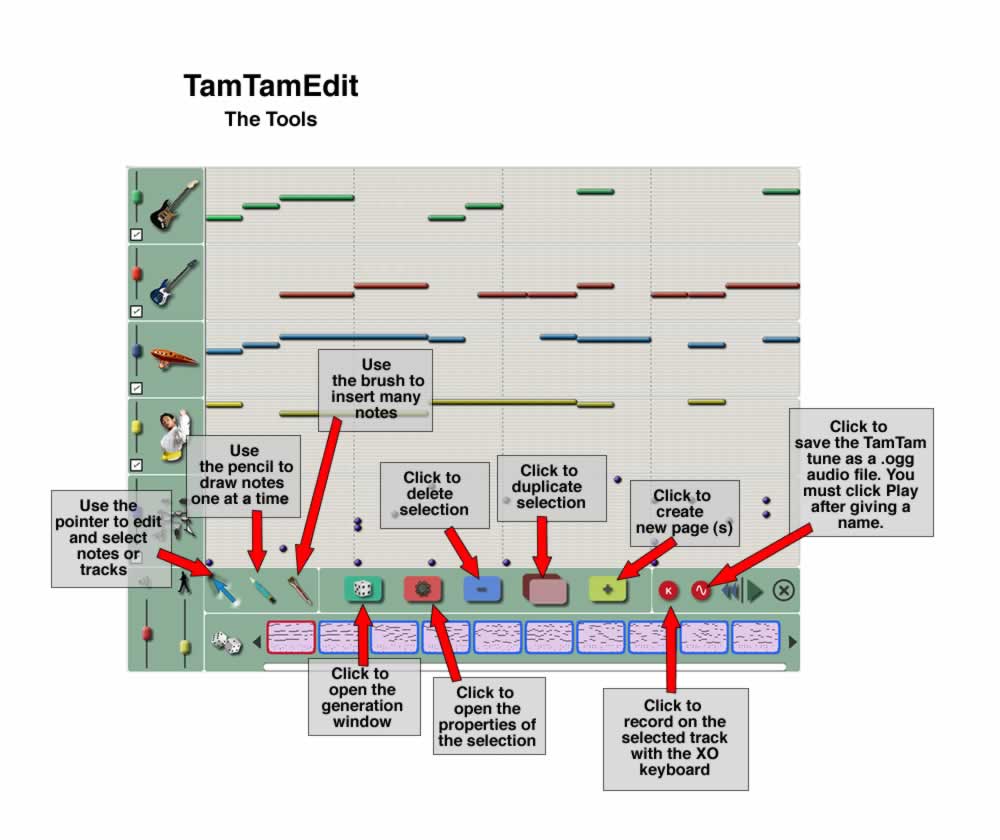 TamTamEdit
The Tools
Use
the brush to
insert many
notes
Use
the pencil to
draw notes
one at a time
Use the
pointer to edit
and select
notes or
tracks
Click to
delete
selection
Click to
duplicate
selection
Click to
create
new page (s)
Click to
save the TamTam
tune as a .ogg
audio file. You
must click Play
after giving a
name.
K
Click to
open the
generation
window
Click to
open the
properties of
the selection
Click to
record on the
selected track
with the XO
keyboard